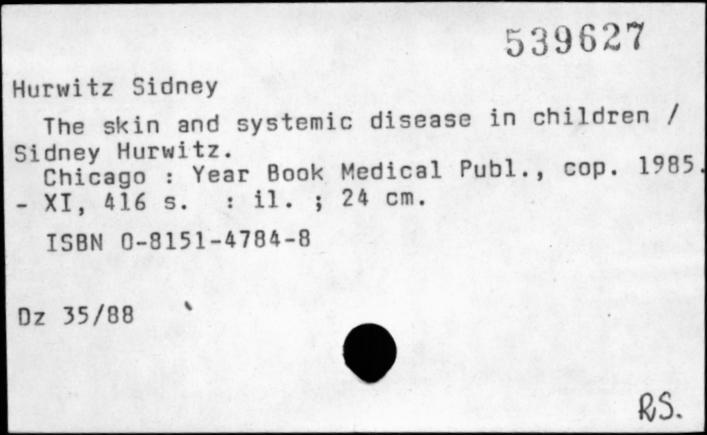 539627
Hurwitz Sidney
The skin and systemic disease in children /
Sidney Hurwitz.
Chicago : Year Book Medical Publ., cop. 1985.
- XI, 416 s. : il. ; 24 cm.
ISBN 0-8151-4784-8
Dz 35/88
RS.